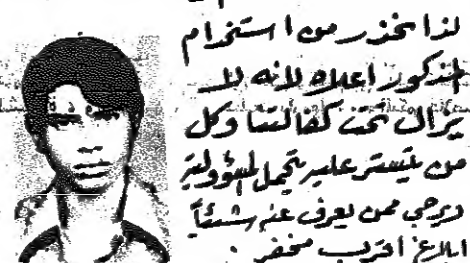 لذا نحذر من استخدام
المذكور اعلاه لانه لا
يزال تحت كفالتنا وكل
من يتستر عليه يتحمل المسؤولية
ويرجى ممن يعرف عنه شيئاً
ابلاغ اقرب مخفر .